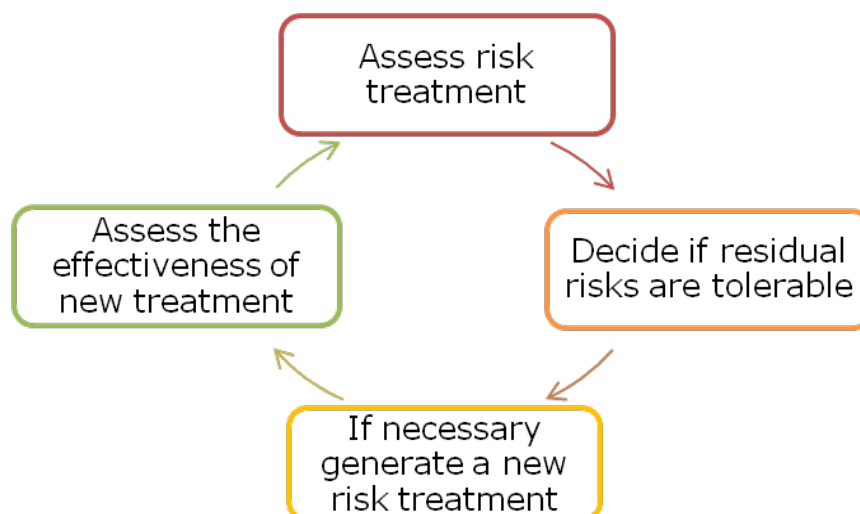 Assess risk
treatment
Decide if residual
risks are tolerable
If necessary
generate a new
risk treatment
Assess the
effectiveness of
new treatment